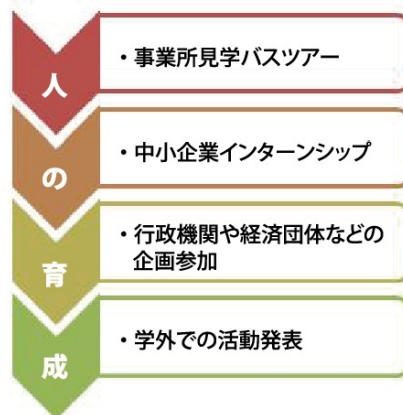 人
・事業所見学バスツアー
の
・中小企業インターンシップ
育
・行政機関や経済団体などの
企画参加
成
・学外での活動発表